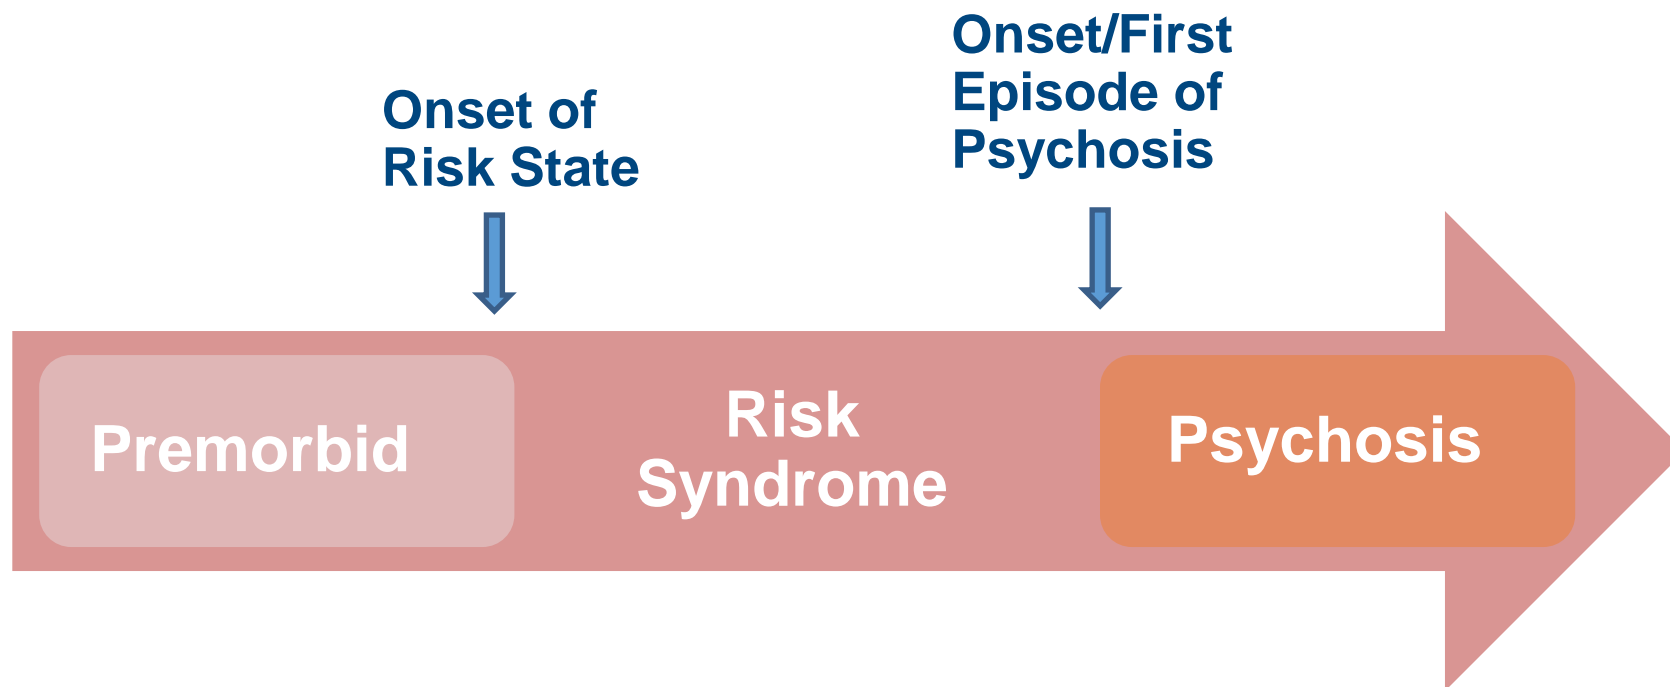 Onset/First
Episode of
Psychosis
Onset of
Risk State
Premorbid
Risk
Syndrome
Psychosis